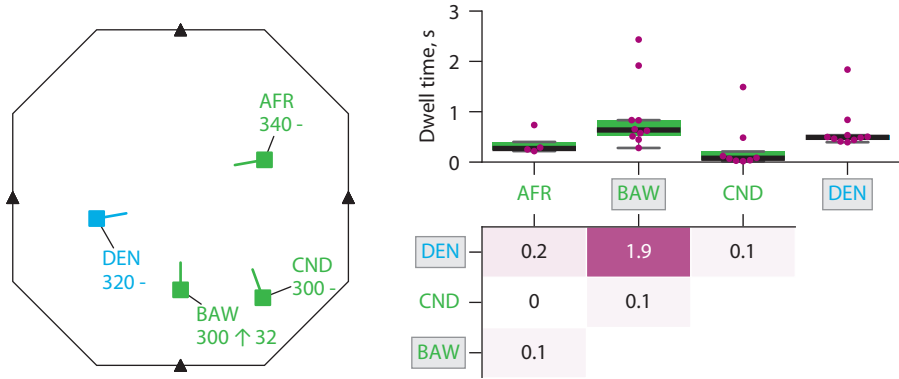 AFR
340 -
DEN
320 -
CND
300 -
BAW
300 ↑ 32
Dwell time, s
3
2
1
0
AFR
BAW
CND
DEN
DEN
0.2
1.9
0.1
CND
0
0.1
BAW
0.1